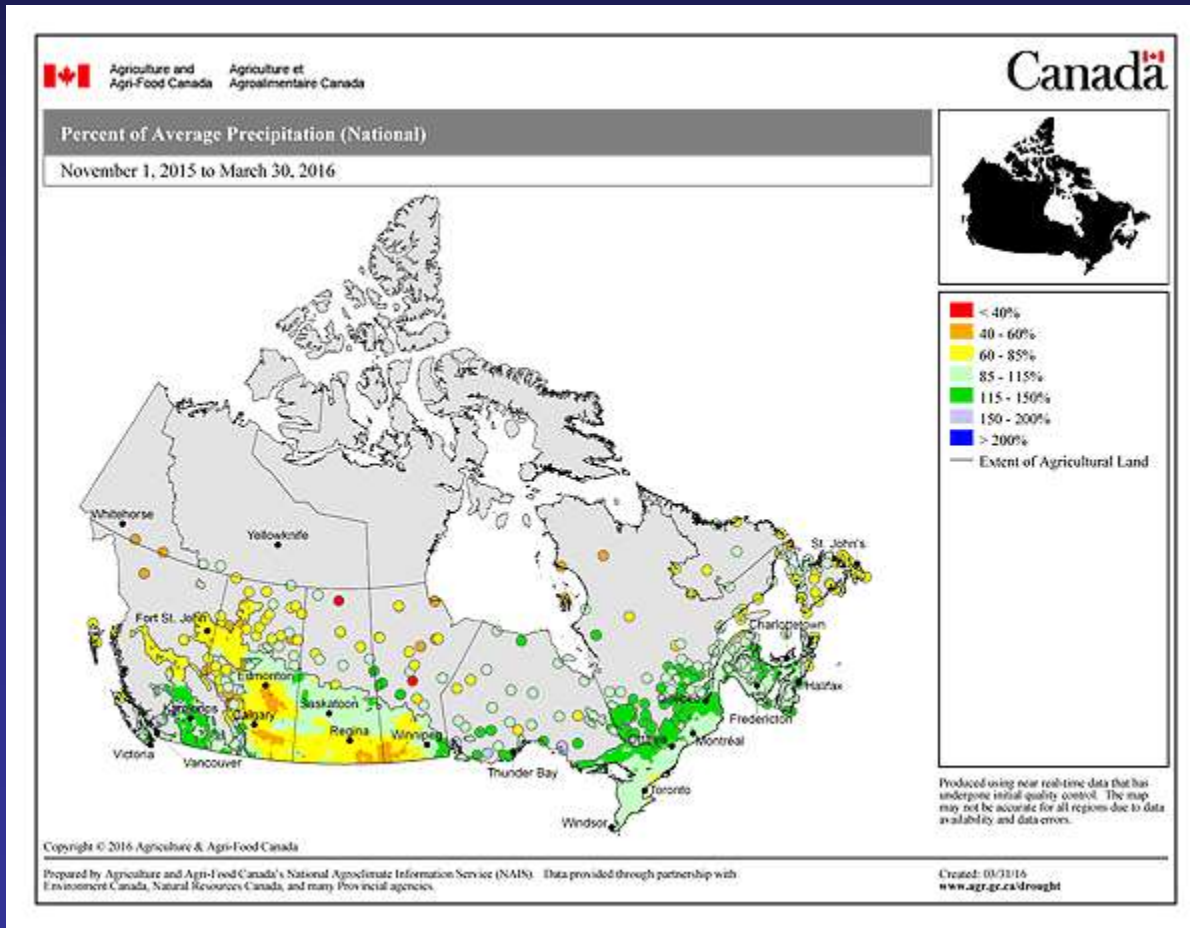 Agriculture and Agriculture et
Agri-Food Canada Agroalimentaire Canada
Canada
Percent of Average Precipitation (National)
November 1, 2015 to March 30, 2016
< 40%
40 - 60%
60 - 85%
85 - 115%
115 - 150%
150 - 200%
> 200%
Extent of Agricultural Land
Whitehorse
Yellowknife
St. John's
Fort St. John
Charlottetown
Edmonton
Kamloops
Calgary
Saskatoon
Regina
Winnipeg
Victoria
Vancouver
Thunder Bay
Halifax
Fredericton
Montréal
Toronto
Windsor
Produced using near real-time data that has
undergone initial quality control. The map
may not be accurate for all regions due to data
availability and data errors.
Copyright © 2016 Agriculture & Agri-Food Canada
Prepared by Agriculture and Agri-Food Canada's National Agroclimate Information Service (NAIS). Data provided through partnership with
Environment Canada, Natural Resources Canada, and many Provincial agencies.
Created: 03/31/16
www.agr.gc.ca/drought